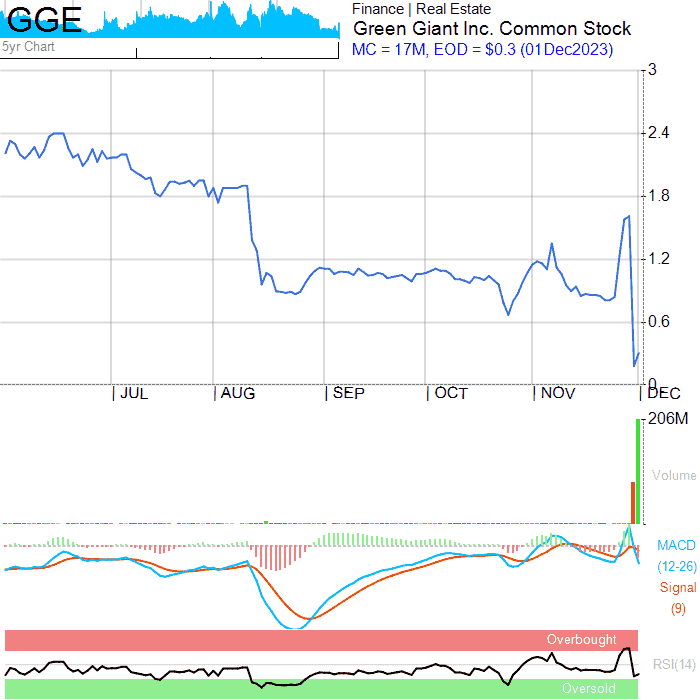 GGE
Finance | Real Estate
Green Giant Inc. Common Stock
5yr Chart
MC = 17M, EOD = $0.3 (01Dec2023)
3
2.4
1.8
1.2
0.6
0
JUL AUG SEP OCT NOV DEC
206M
Volume
MACD
(12-26)
Signal
(9)
Overbought
RSI(14)
Oversold